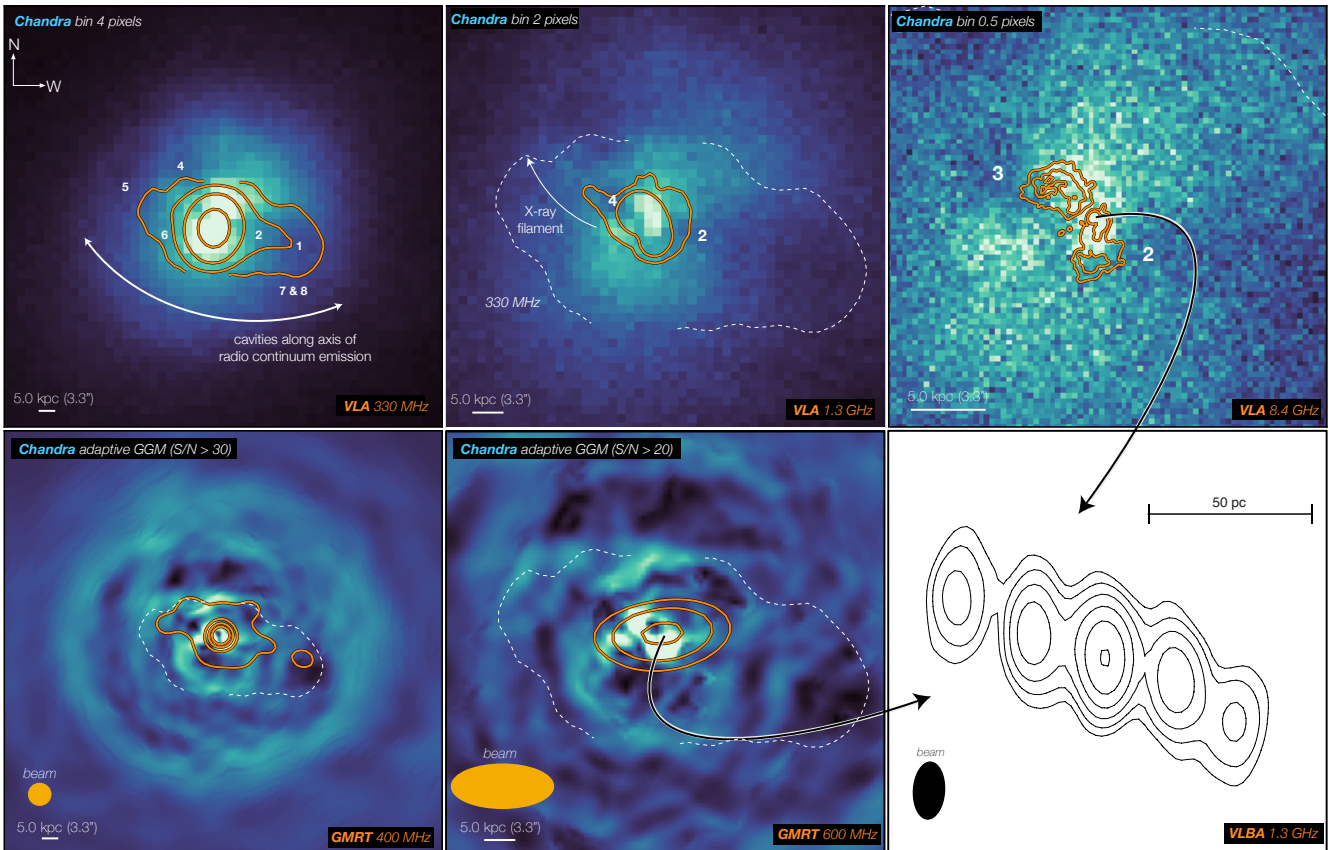 Chandra bin 4 pixels
N
W
4
5
6
2
1
7 & 8
cavities along axis of
radio continuum emission
5.0 kpc (3.3”)
VLA 330 MHz
Chandra bin 2 pixels
4
X-ray
filament
2
330 MHz
5.0 kpc (3.3”)
VLA 1.3 GHz
Chandra bin 0.5 pixels
3
2
5.0 kpc (3.3”)
VLA 8.4 GHz
Chandra adaptive GGM (S/N > 30)
beam
5.0 kpc (3.3”)
GMRT 400 MHz
Chandra adaptive GGM (S/N > 20)
beam
5.0 kpc (3.3”)
GMRT 600 MHz
50 pc
beam
VLBA 1.3 GHz